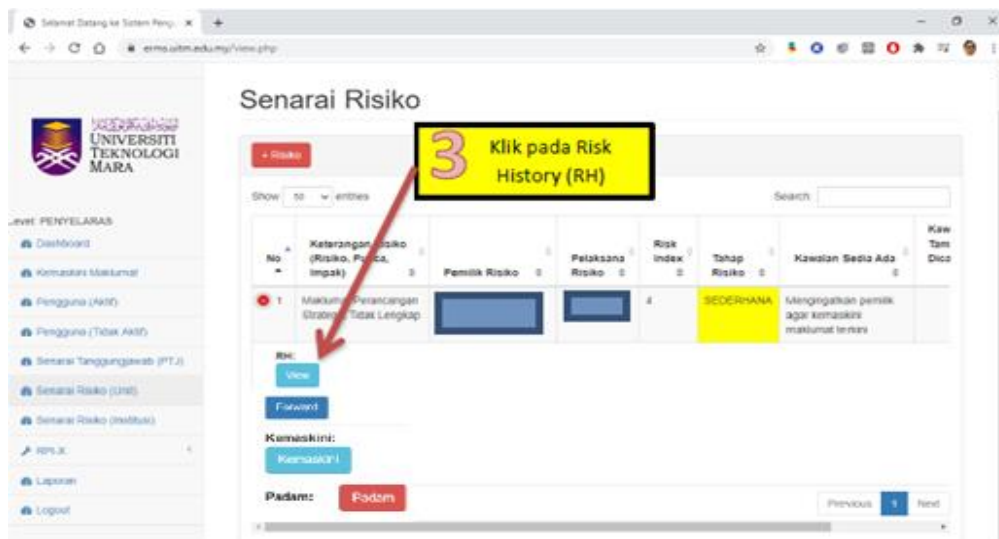 Selamat Datang ke Sistem Peng
erms.uitm.edu.my/View.php
UNIVERSITI
TEKNOLOGI
MARA
Level: PENYELARAS
Dashboard
Kemaskini Maklumat
Pengguna (Aktif)
Pengguna (Tidak Aktif)
Senarai Tanggungjawab (PTJ)
Senarai Risiko (Unit)
Senarai Risiko (Institusi)
Laporan
Logout
Senarai Risiko
+ Risiko
3 Klik pada Risk
History (RH)
Show 50 entries
Search:
No
Keterangan Risiko
(Risiko, Punca,
Impak)
Pemilik Risiko
Pelaksana
Risiko
Risk
Index
Tahap
Risiko
Kawalan Sedia Ada
Kaw
Tam
Dica
1
Maklumat Perancangan
Strategik Tidak Lengkap
4
SEDERHANA
Mengingatkan pemilik
agar kemaskini
maklumat terkini
RH:
View
Forward
Kemaskini:
Kemaskini
Padam: Padam
Previous 1 Next